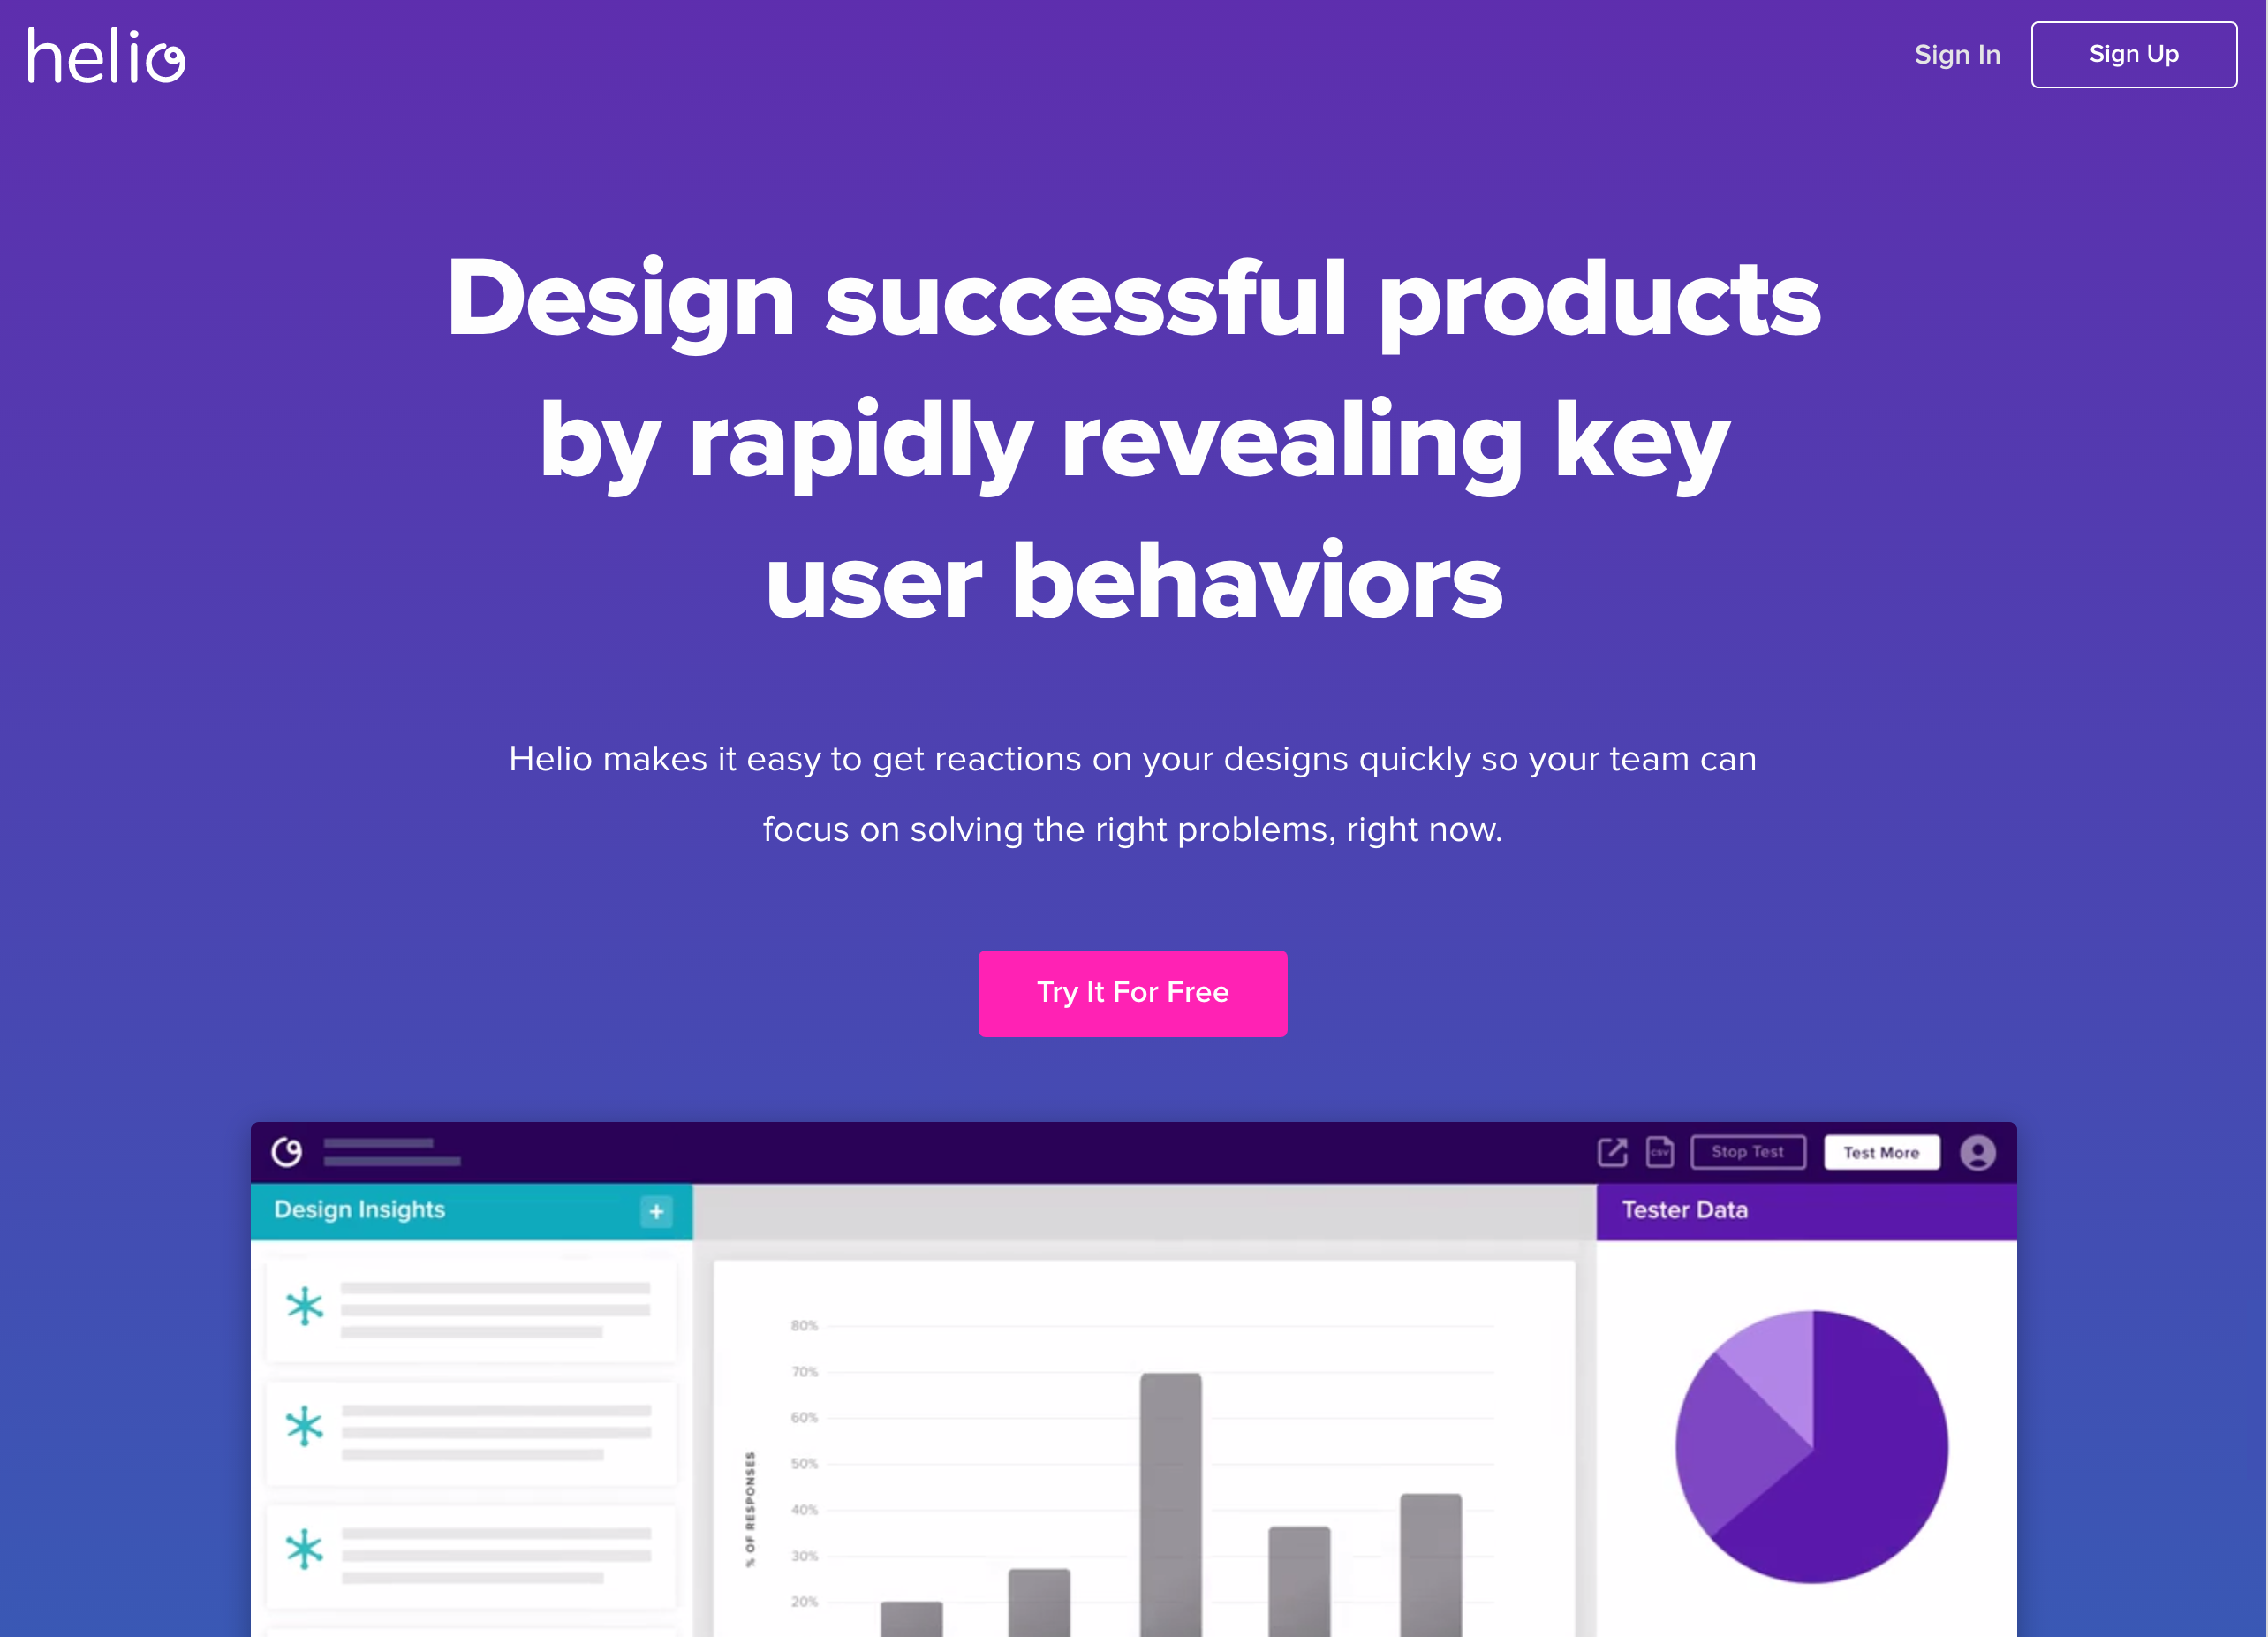 helio
Sign In
Sign Up
Design successful products
by rapidly revealing key
user behaviors
Helio makes it easy to get reactions on your designs quickly so your team can
focus on solving the right problems, right now.
Try It For Free
CSV
Stop Test
Test More
Design Insights
+
Tester Data
80%
70%
60%
50%
40%
30%
20%
% OF RESPONSES